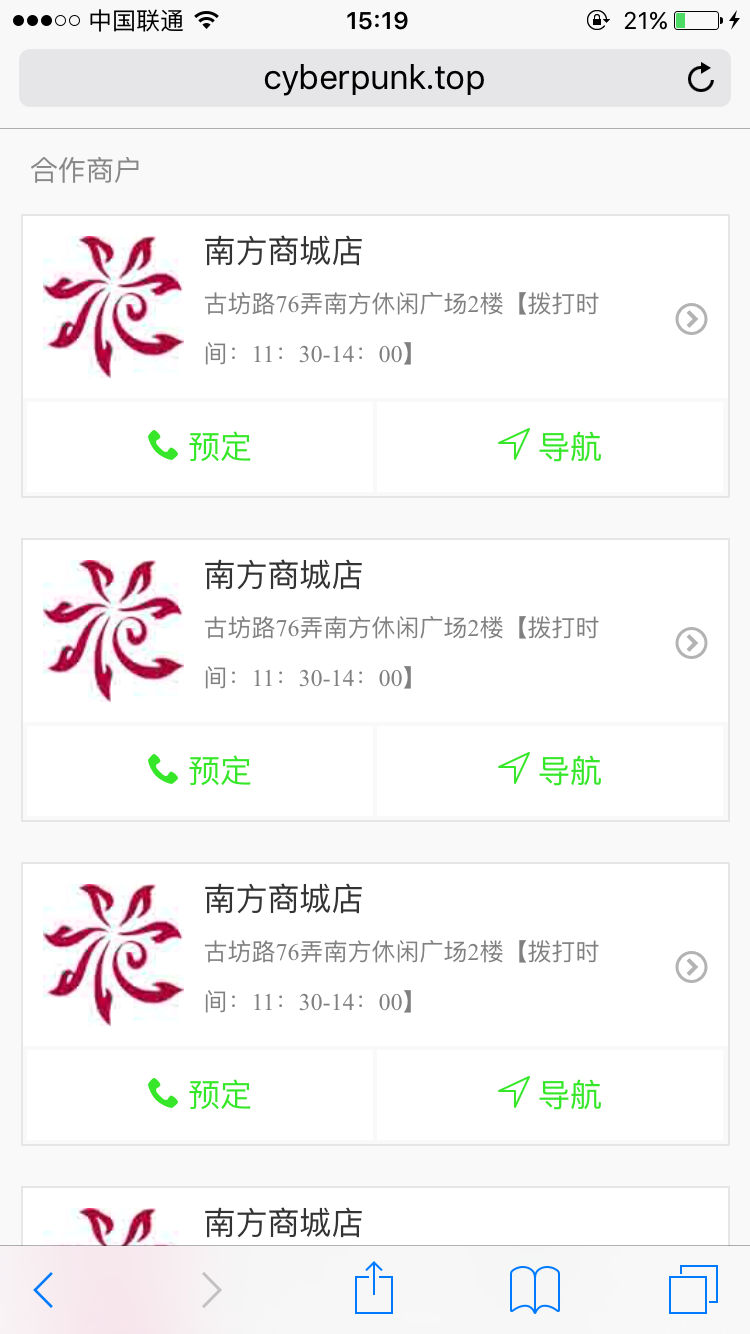 中国联通 15:19 21%
cyberpunk.top
合作商户
南方商城店
古坊路76弄南方休闲广场2楼【拨打时
间：11：30-14：00】
预定 导航
南方商城店
古坊路76弄南方休闲广场2楼【拨打时
间：11：30-14：00】
预定 导航
南方商城店
古坊路76弄南方休闲广场2楼【拨打时
间：11：30-14：00】
预定 导航
南方商城店